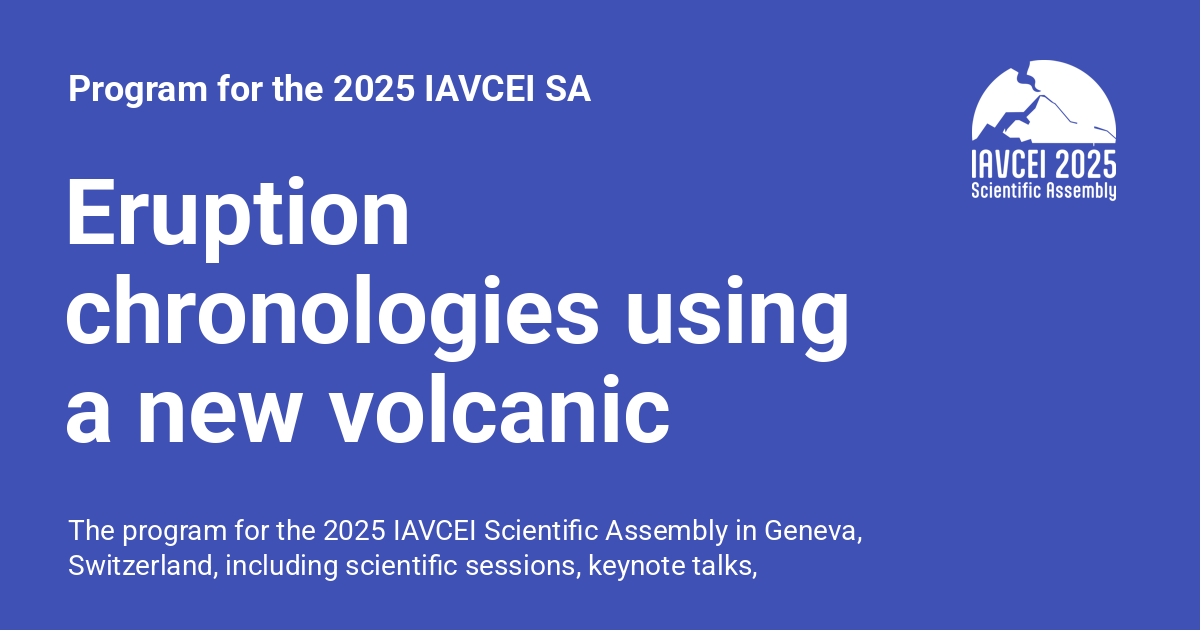 Program for the 2025 IAVCEI SA
IAVCEI 2025
Scientific Assembly
Eruption
chronologies using
a new volcanic
The program for the 2025 IAVCEI Scientific Assembly in Geneva,
Switzerland, including scientific sessions, keynote talks,